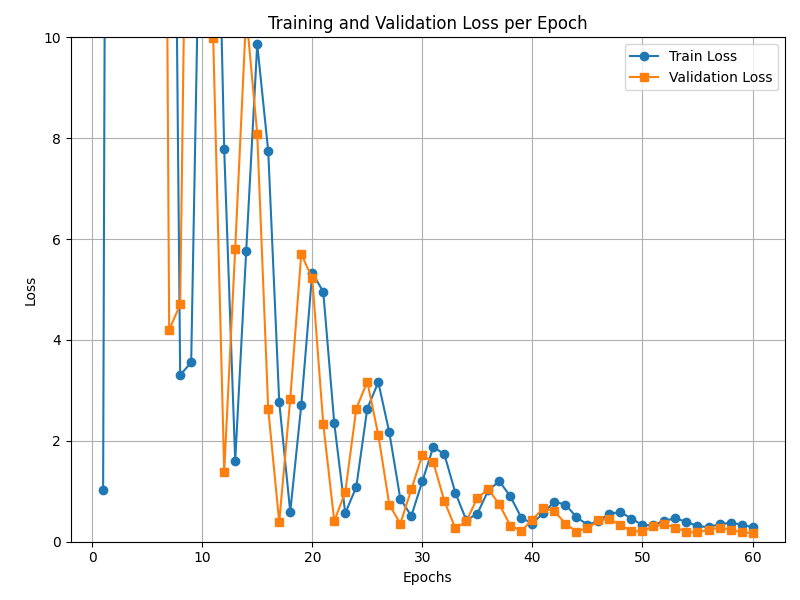 Training and Validation Loss per Epoch
Train Loss
Validation Loss
10
8
6
4
2
0
Loss
0 10 20 30 40 50 60
Epochs